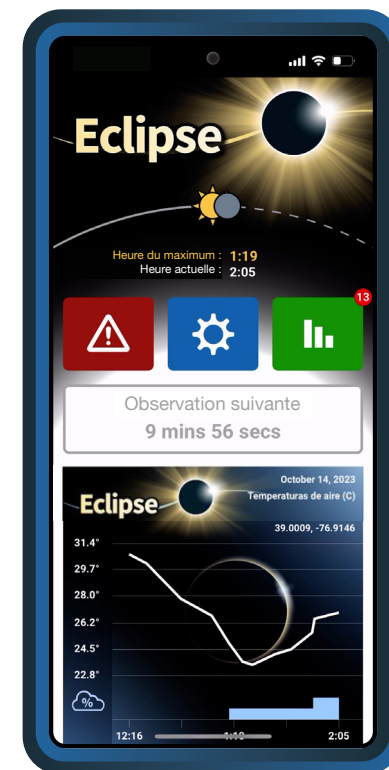 Eclipse
Heure du maximum : 1:19
Heure actuelle : 2:05
13
Observation suivante
9 mins 56 secs
October 14, 2023
Eclipse
Temperaturas de aire (C)
39.0009, -76.9146
31.4°
29.7°
28.0°
26.2°
24.5°
22.8°
%
12:16 1:19 2:05